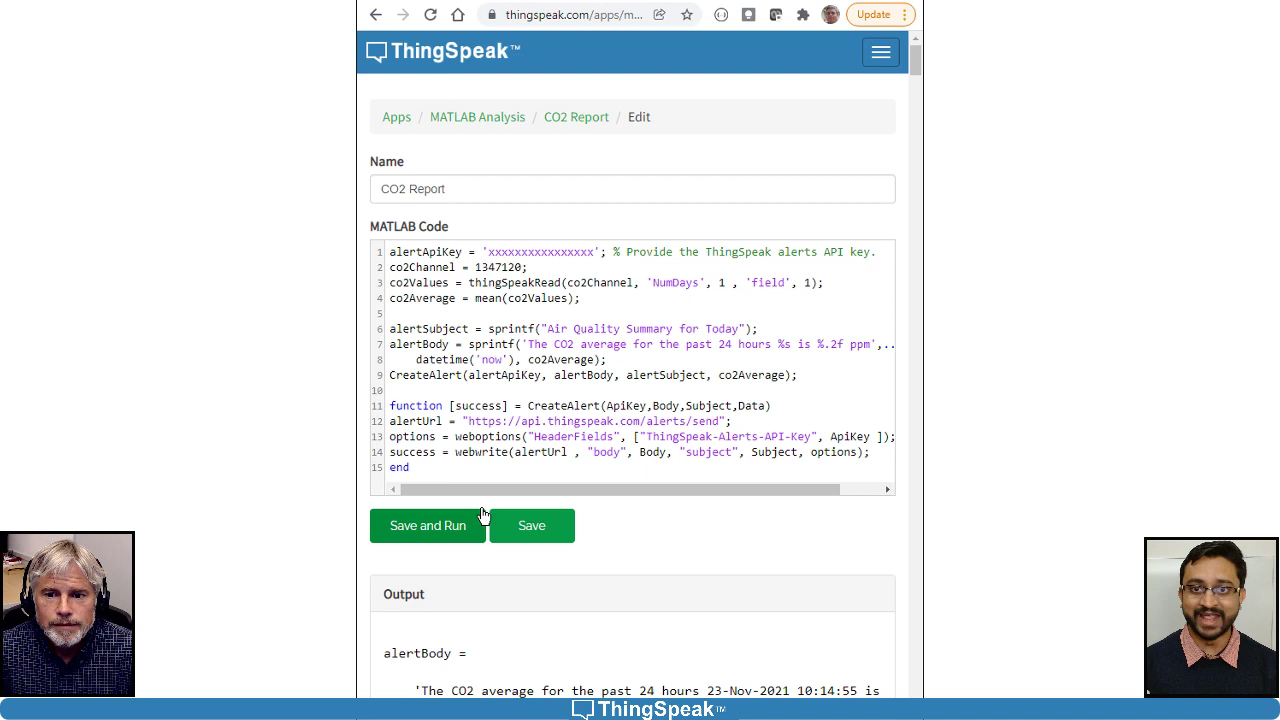 thingspeak.com/apps/m...
Update
ThingSpeak™
Apps / MATLAB Analysis / CO2 Report / Edit
Name
CO2 Report
MATLAB Code
1 alertApiKey = 'xxxxxxxxxxxxxxxx'; % Provide the ThingSpeak alerts API key.
2 co2Channel = 1347120;
3 co2Values = thingSpeakRead(co2Channel, 'NumDays', 1 , 'field', 1);
4 co2Average = mean(co2Values);
5
6 alertSubject = sprintf("Air Quality Summary for Today");
7 alertBody = sprintf('The CO2 average for the past 24 hours %s is %.2f ppm',..
8 datetime('now'), co2Average);
9 CreateAlert(alertApiKey, alertBody, alertSubject, co2Average);
10
11 function [success] = CreateAlert(ApiKey,Body,Subject,Data)
12 alertUrl = "https://api.thingspeak.com/alerts/send";
13 options = weboptions("HeaderFields", ["ThingSpeak-Alerts-API-Key", ApiKey ]);
14 success = webwrite(alertUrl , "body", Body, "subject", Subject, options);
15 end
Save and Run Save
Output
alertBody =
'The CO2 average for the past 24 hours 23-Nov-2021 10:14:55 is
ThingSpeak™